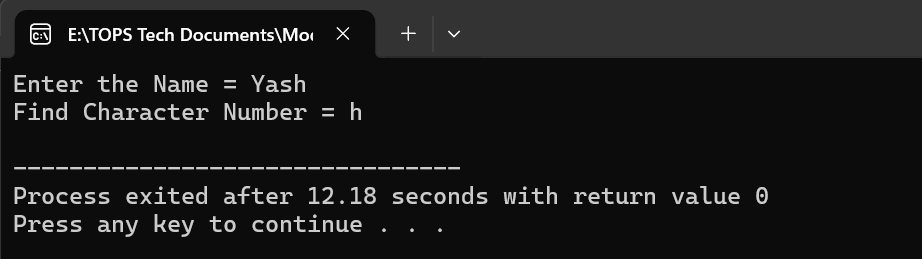 E:\TOPS Tech Documents\Mo
Enter the Name = Yash
Find Character Number = h
--------------------------------
Process exited after 12.18 seconds with return value 0
Press any key to continue . . .